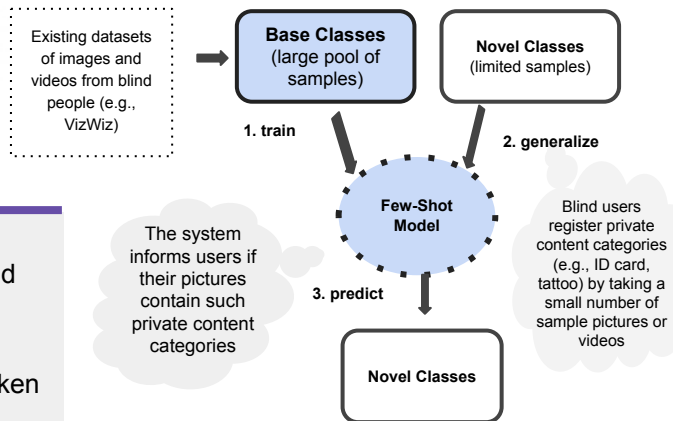 Existing datasets
of images and
videos from blind
people (e.g.,
VizWiz)
Base Classes
(large pool of
samples)
Novel Classes
(limited samples)
1. train
2. generalize
Few-Shot
Model
The system
informs users if
their pictures
contain such
private content
categories
Blind users
register private
content categories
(e.g., ID card,
tattoo) by taking a
small number of
sample pictures or
videos
3. predict
Novel Classes